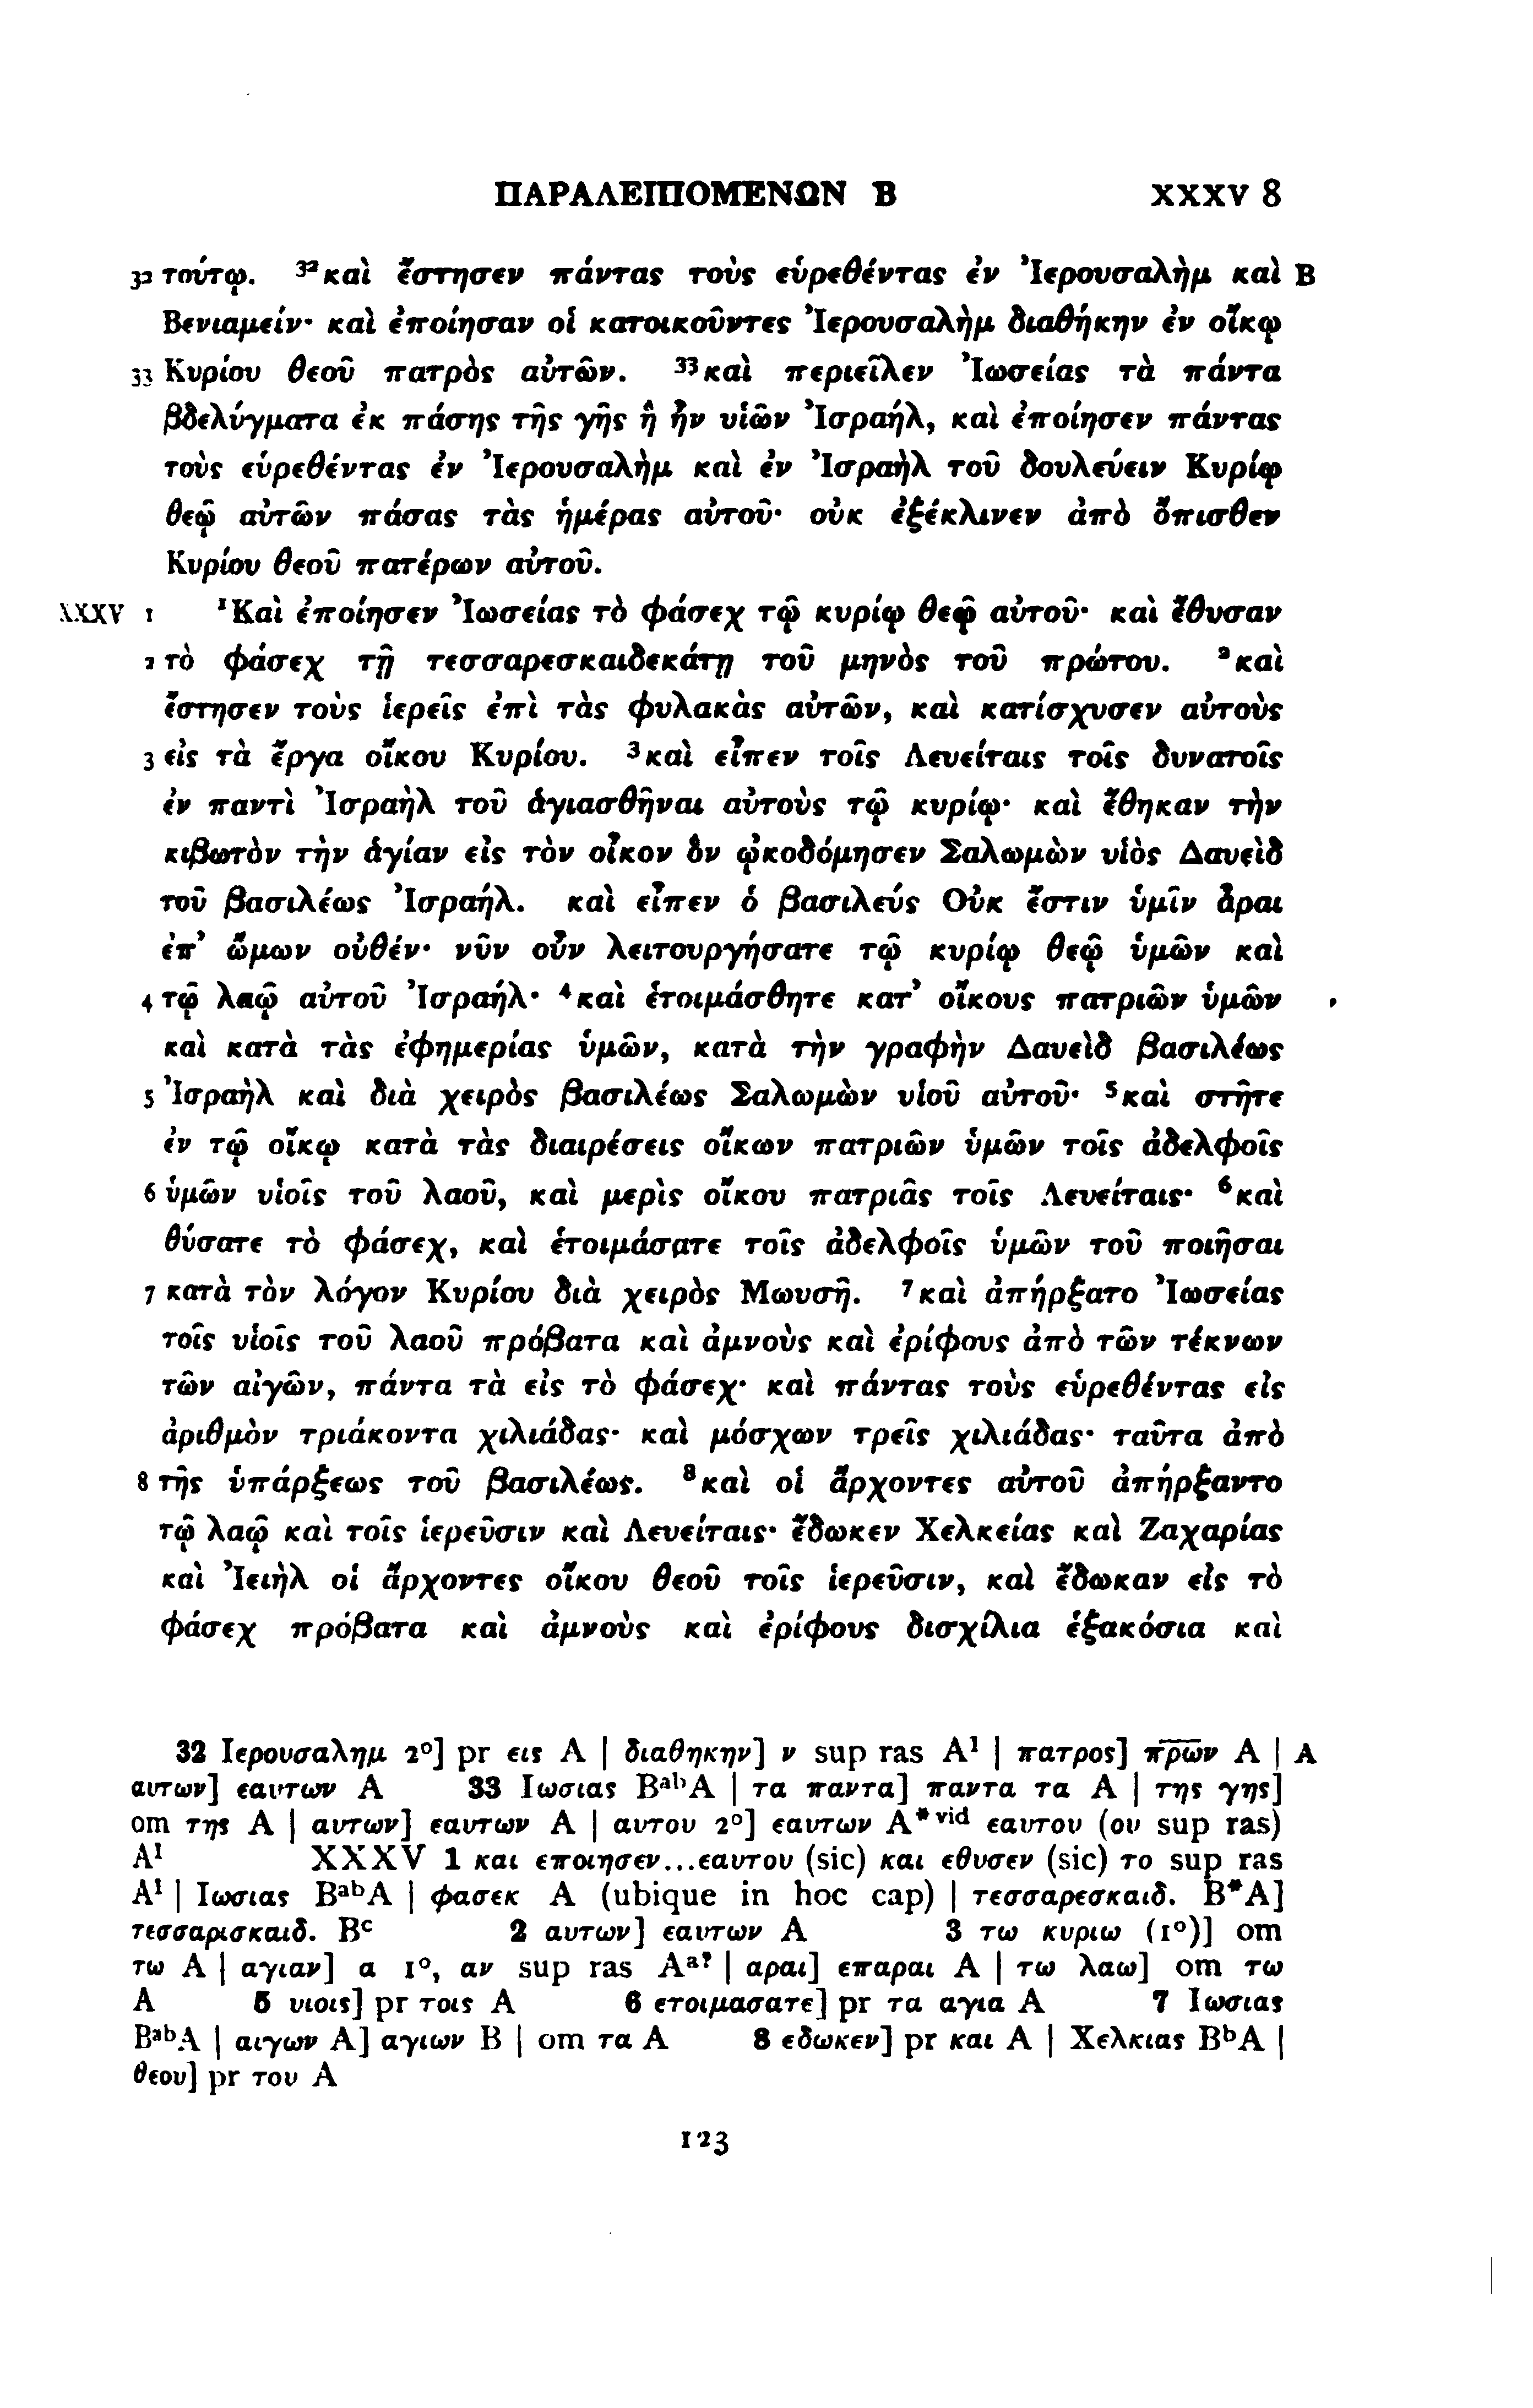 ΠΑΡΑΛΕΙΠΟΜΕΝΩΝ Β XXXV 8
32 τούτῳ. ³²καὶ ἔστησεν πάντας τοὺς εὑρεθέντας ἐν Ἰερουσαλὴμ καὶ B
Βενιαμείν· καὶ ἐποίησαν οἱ κατοικοῦντες Ἰερουσαλὴμ διαθήκην ἐν οἴκῳ
33 Κυρίου θεοῦ πατρὸς αὐτῶν. ³³καὶ περιεῖλεν Ἰωσείας τὰ πάντα
βδελύγματα ἐκ πάσης τῆς γῆς ἣ ἦν υἱῶν Ἰσραήλ, καὶ ἐποίησεν πάντας
τοὺς εὑρεθέντας ἐν Ἰερουσαλὴμ καὶ ἐν Ἰσραὴλ τοῦ δουλεύειν Κυρίῳ
θεῷ αὐτῶν πάσας τὰς ἡμέρας αὐτοῦ· οὐκ ἐξέκλινεν ἀπὸ ὄπισθεν
Κυρίου θεοῦ πατέρων αὐτοῦ.
XXXV 1 ¹Καὶ ἐποίησεν Ἰωσείας τὸ φάσεχ τῷ κυρίῳ θεῷ αὐτοῦ· καὶ ἔθυσαν
2 τὸ φάσεχ τῇ τεσσαρεσκαιδεκάτῃ τοῦ μηνὸς τοῦ πρώτου. ²καὶ
ἔστησεν τοὺς ἱερεῖς ἐπὶ τὰς φυλακὰς αὐτῶν, καὶ κατίσχυσεν αὐτοὺς
3 εἰς τὰ ἔργα οἴκου Κυρίου. ³καὶ εἶπεν τοῖς Λευείταις τοῖς δυνατοῖς
ἐν παντὶ Ἰσραὴλ τοῦ ἁγιασθῆναι αὐτοὺς τῷ κυρίῳ· καὶ ἔθηκαν τὴν
κιβωτὸν τὴν ἁγίαν εἰς τὸν οἶκον ὃν ᾠκοδόμησεν Σαλωμὼν υἱὸς Δαυεὶδ
τοῦ βασιλέως Ἰσραήλ. καὶ εἶπεν ὁ βασιλεύς Οὐκ ἔστιν ὑμῖν ἆραι
ἐπ᾽ ὤμων οὐθέν· νῦν οὖν λειτουργήσατε τῷ κυρίῳ θεῷ ὑμῶν καὶ
4 τῷ λαῷ αὐτοῦ Ἰσραήλ· ⁴καὶ ἑτοιμάσθητε κατ᾽ οἴκους πατριῶν ὑμῶν
καὶ κατὰ τὰς ἐφημερίας ὑμῶν, κατὰ τὴν γραφὴν Δαυεὶδ βασιλέως
5 Ἰσραὴλ καὶ διὰ χειρὸς βασιλέως Σαλωμὼν υἱοῦ αὐτοῦ· ⁵καὶ στῆτε
ἐν τῷ οἴκῳ κατὰ τὰς διαιρέσεις οἴκων πατριῶν ὑμῶν τοῖς ἀδελφοῖς
6 ὑμῶν υἱοῖς τοῦ λαοῦ, καὶ μερὶς οἴκου πατριᾶς τοῖς Λευείταις· ⁶καὶ
θύσατε τὸ φάσεχ, καὶ ἑτοιμάσατε τοῖς ἀδελφοῖς ὑμῶν τοῦ ποιῆσαι
7 κατὰ τὸν λόγον Κυρίου διὰ χειρὸς Μωυσῆ. ⁷καὶ ἀπήρξατο Ἰωσείας
τοῖς υἱοῖς τοῦ λαοῦ πρόβατα καὶ ἀμνοὺς καὶ ἐρίφους ἀπὸ τῶν τέκνων
τῶν αἰγῶν, πάντα τὰ εἰς τὸ φάσεχ· καὶ πάντας τοὺς εὑρεθέντας εἰς
ἀριθμὸν τριάκοντα χιλιάδας· καὶ μόσχων τρεῖς χιλιάδας· ταῦτα ἀπὸ
8 τῆς ὑπάρξεως τοῦ βασιλέως. ⁸καὶ οἱ ἄρχοντες αὐτοῦ ἀπήρξαντο
τῷ λαῷ καὶ τοῖς ἱερεῦσιν καὶ Λευείταις· ἔδωκεν Χελκείας καὶ Ζαχαρίας
καὶ Ἰειὴλ οἱ ἄρχοντες οἴκου θεοῦ τοῖς ἱερεῦσιν, καὶ ἔδωκαν εἰς τὸ
φάσεχ πρόβατα καὶ ἀμνοὺς καὶ ἐρίφους δισχίλια ἑξακόσια καὶ
32 Ιερουσαλημ 2°] pr εις A | διαθηκην] ν sup ras A¹ | πατρος] π̅ρ̅ω̅ν̅ A | A
αυτων] εαυτων A 33 Ιωσιας BᵃᵇA | τα παντα] παντα τα A | της γης]
om της A | αυτων] εαυτων A | αυτου 2°] εαυτων A*ᵛⁱᵈ εαυτου (ου sup ras)
A¹ XXXV 1 και εποιησεν...εαυτου (sic) και εθυσεν (sic) το sup ras
A¹ | Ιωσιας BᵃᵇA | φασεκ A (ubique in hoc cap) | τεσσαρεσκαιδ. B*A]
τεσσαρισκαιδ. Bᶜ 2 αυτων] εαυτων A 3 τω κυριω (1°)] om
τω A | αγιαν] α 1°, αν sup ras Aᵃ? | αραι] επαραι A | τω λαω] om τω
A 5 υιοις] pr τοις A 6 ετοιμασατε] pr τα αγια A 7 Ιωσιας
BᵃᵇA | αιγων A] αγιων B | om τα A 8 εδωκεν] pr και A | Χελκιας BᵇA |
θεου] pr του A
123